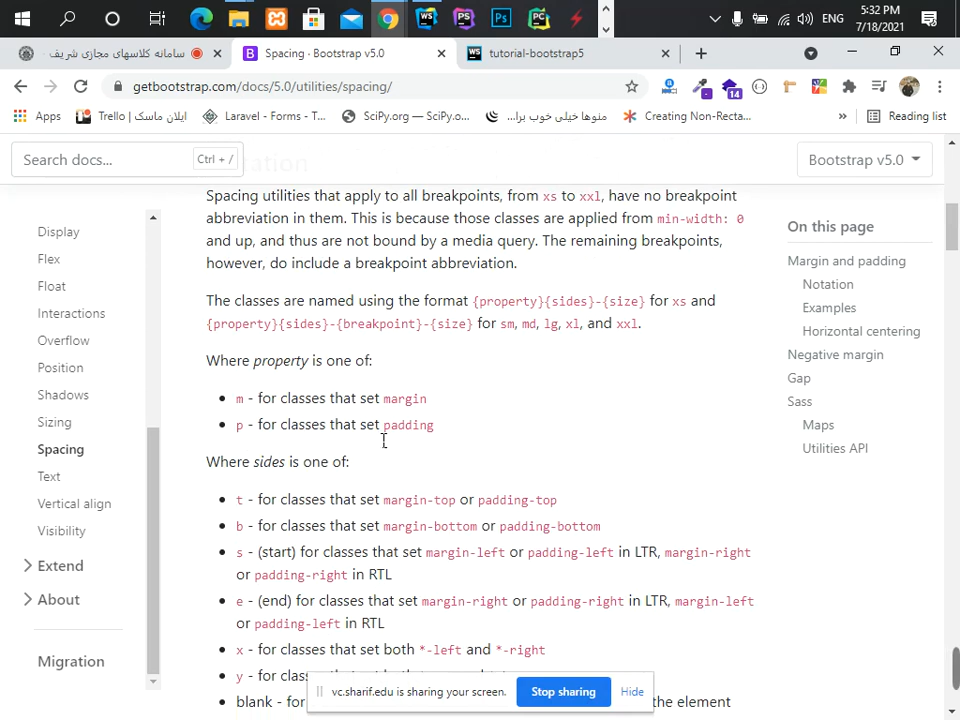 5:32 PM
ENG
7/18/2021
سامانه کلاسهای مجازی شریف
Spacing - Bootstrap v5.0
tutorial-bootstrap5
getbootstrap.com/docs/5.0/utilities/spacing/
14
Apps
ایلان ماسک | Trello
Laravel - Forms - T...
SciPy.org — SciPy.o...
منوها خیلی خوب برا...
Creating Non-Recta...
»
Reading list
Search docs...
Ctrl + /
Bootstrap v5.0
Spacing utilities that apply to all breakpoints, from xs to xxl, have no breakpoint
abbreviation in them. This is because those classes are applied from min-width: 0
and up, and thus are not bound by a media query. The remaining breakpoints,
however, do include a breakpoint abbreviation.
The classes are named using the format {property}{sides}-{size} for xs and
{property}{sides}-{breakpoint}-{size} for sm, md, lg, xl, and xxl.
Where property is one of:
• m - for classes that set margin
• p - for classes that set padding
Where sides is one of:
• t - for classes that set margin-top or padding-top
• b - for classes that set margin-bottom or padding-bottom
• s - (start) for classes that set margin-left or padding-left in LTR, margin-right
or padding-right in RTL
• e - (end) for classes that set margin-right or padding-right in LTR, margin-left
or padding-left in RTL
• x - for classes that set both *-left and *-right
• y - for
• blank - for
the element
Display
Flex
Float
Interactions
Overflow
Position
Shadows
Sizing
Spacing
Text
Vertical align
Visibility
Extend
About
Migration
On this page
Margin and padding
Notation
Examples
Horizontal centering
Negative margin
Gap
Sass
Maps
Utilities API
vc.sharif.edu is sharing your screen.
Stop sharing
Hide